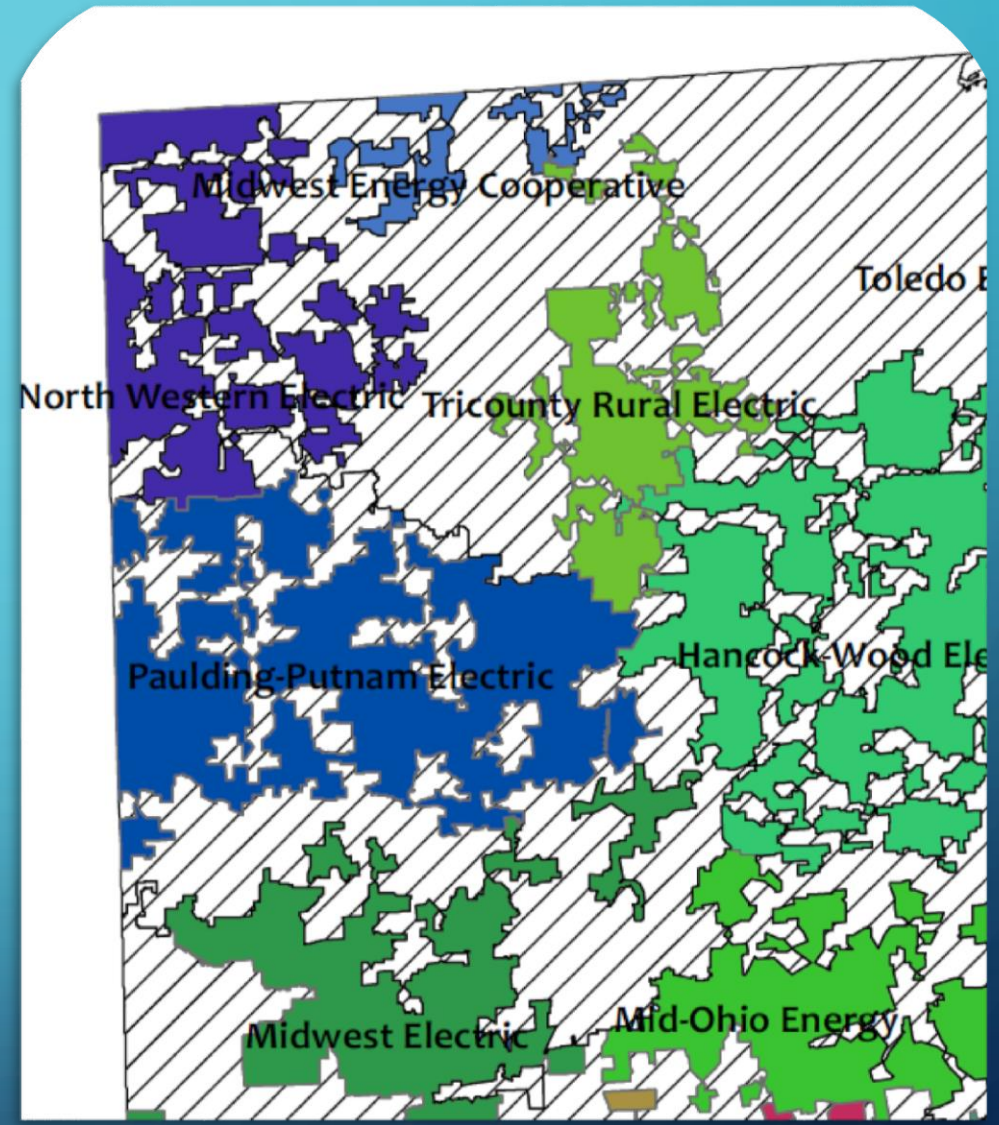 Midwest Energy Cooperative
Toledo E
North Western Electric
Tricounty Rural Electric
Hancock-Wood Ele
Paulding-Putnam Electric
Mid-Ohio Energy
Midwest Electric